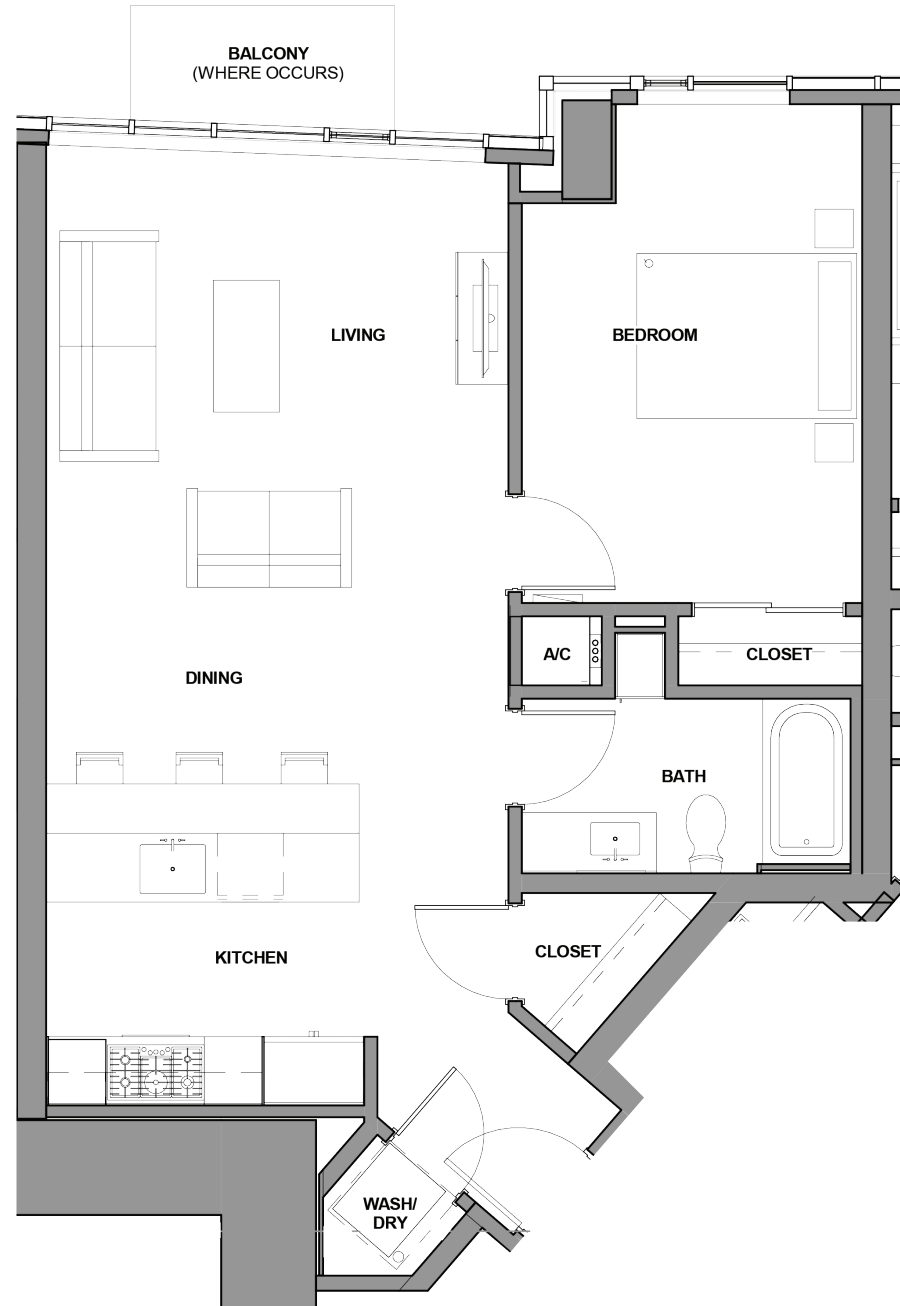 BALCONY
(WHERE OCCURS)
LIVING
BEDROOM
A/C
CLOSET
DINING
BATH
KITCHEN
CLOSET
WASH/
DRY